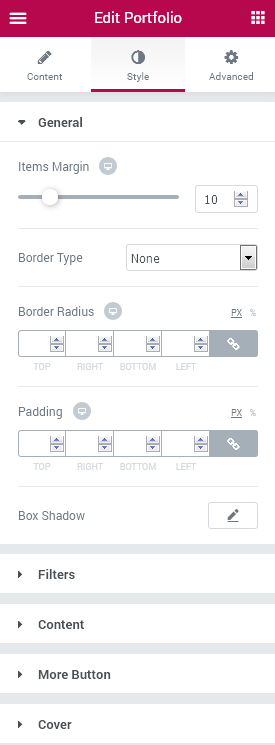 Edit Portfolio
Content Style Advanced
General
Items Margin
10
Border Type None
Border Radius PX %
TOP RIGHT BOTTOM LEFT
Padding PX %
TOP RIGHT BOTTOM LEFT
Box Shadow
Filters
Content
More Button
Cover